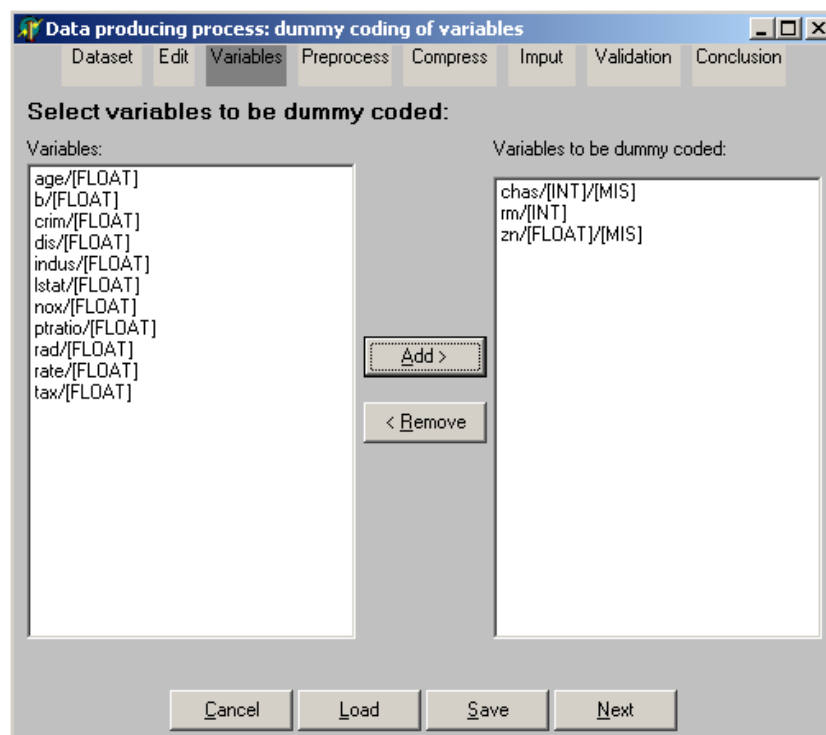 Data producing process: dummy coding of variables
Dataset Edit Variables Preprocess Compress Imput Validation Conclusion
Select variables to be dummy coded:
Variables:
age/[FLOAT]
b/[FLOAT]
crim/[FLOAT]
dis/[FLOAT]
indus/[FLOAT]
lstat/[FLOAT]
nox/[FLOAT]
ptratio/[FLOAT]
rad/[FLOAT]
rate/[FLOAT]
tax/[FLOAT]
Add >
< Remove
Variables to be dummy coded:
chas/[INT]/[MIS]
rm/[INT]
zn/[FLOAT]/[MIS]
Cancel Load Save Next